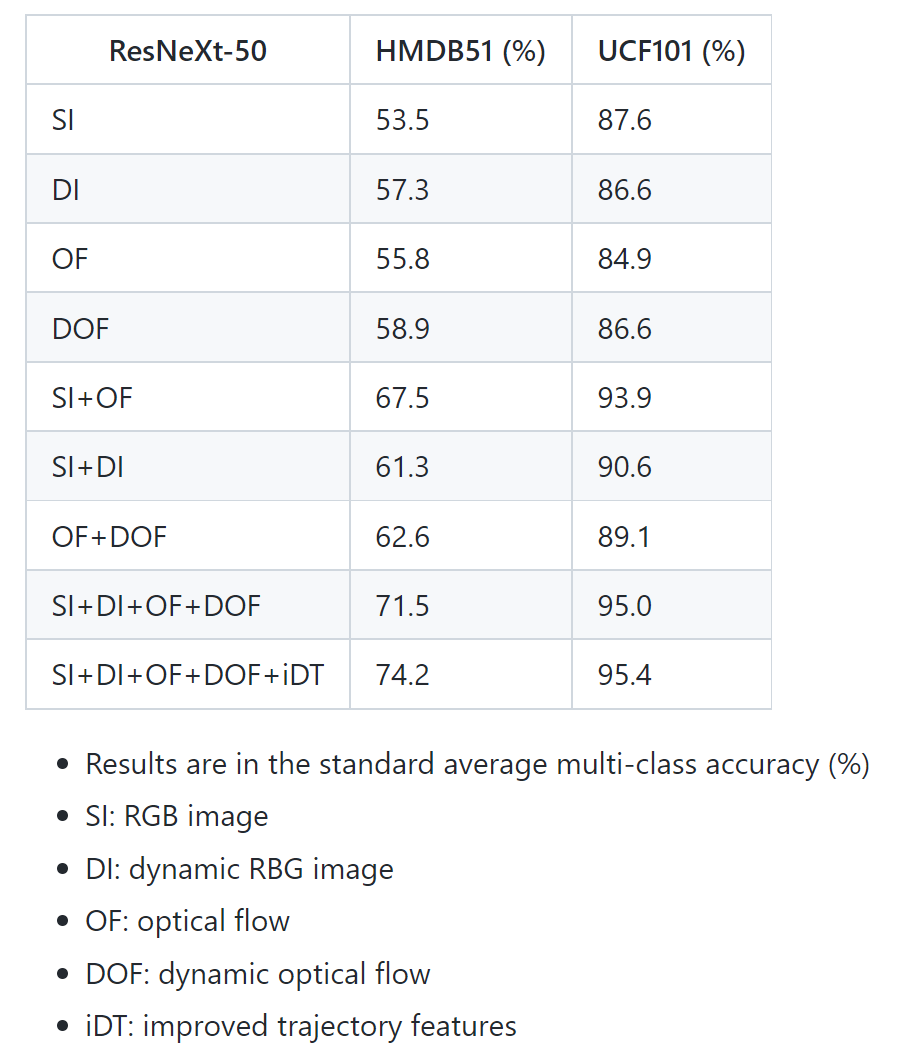 ResNeXt-50 HMDB51 (%) UCF101 (%)
SI 53.5 87.6
DI 57.3 86.6
OF 55.8 84.9
DOF 58.9 86.6
SI+OF 67.5 93.9
SI+DI 61.3 90.6
OF+DOF 62.6 89.1
SI+DI+OF+DOF 71.5 95.0
SI+DI+OF+DOF+iDT 74.2 95.4
• Results are in the standard average multi-class accuracy (%)
• SI: RGB image
• DI: dynamic RBG image
• OF: optical flow
• DOF: dynamic optical flow
• iDT: improved trajectory features